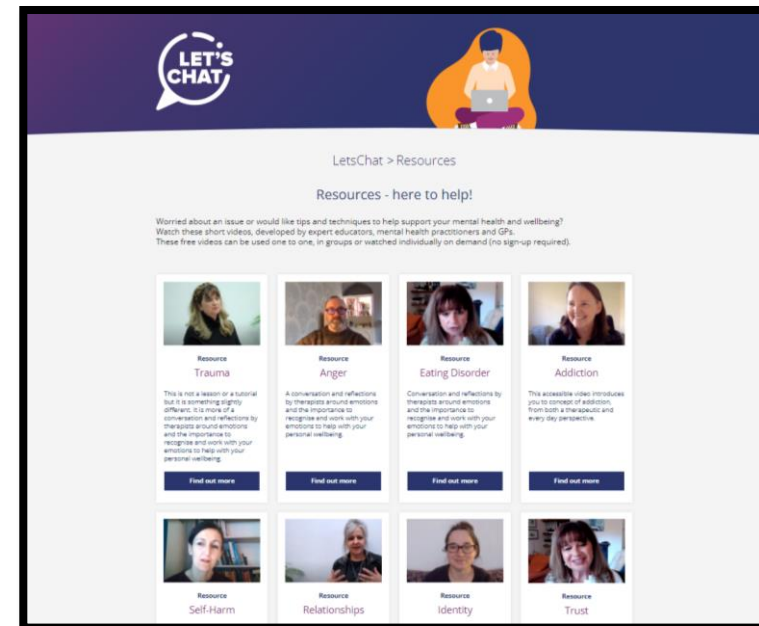 LET'S
CHAT
LetsChat > Resources
Resources - here to help!
Worried about an issue or would like tips and techniques to help support your mental health and wellbeing?
Watch these short videos, developed by expert educators, mental health practitioners and GPs.
These free videos can be used one to one, in groups or watched individually on demand (no sign-up required).
Resource
Trauma
This is not a lesson or a tutorial
but it is something slightly
different. It is more of a
conversation and reflections by
therapists around emotions
and the importance to
recognise and work with your
emotions to help with your
personal wellbeing.
Find out more
Resource
Anger
A conversation and reflections
by therapists around emotions
and the importance to
recognise and work with your
emotions to help with your
personal wellbeing.
Find out more
Resource
Eating Disorder
Conversation and reflections by
therapists around emotions
and the importance to
recognise and work with your
emotions to help with your
personal wellbeing.
Find out more
Resource
Addiction
This accessible video introduces
you to concept of addiction,
from both a therapeutic and
every day perspective.
Find out more
Resource
Self-Harm
Resource
Relationships
Resource
Identity
Resource
Trust